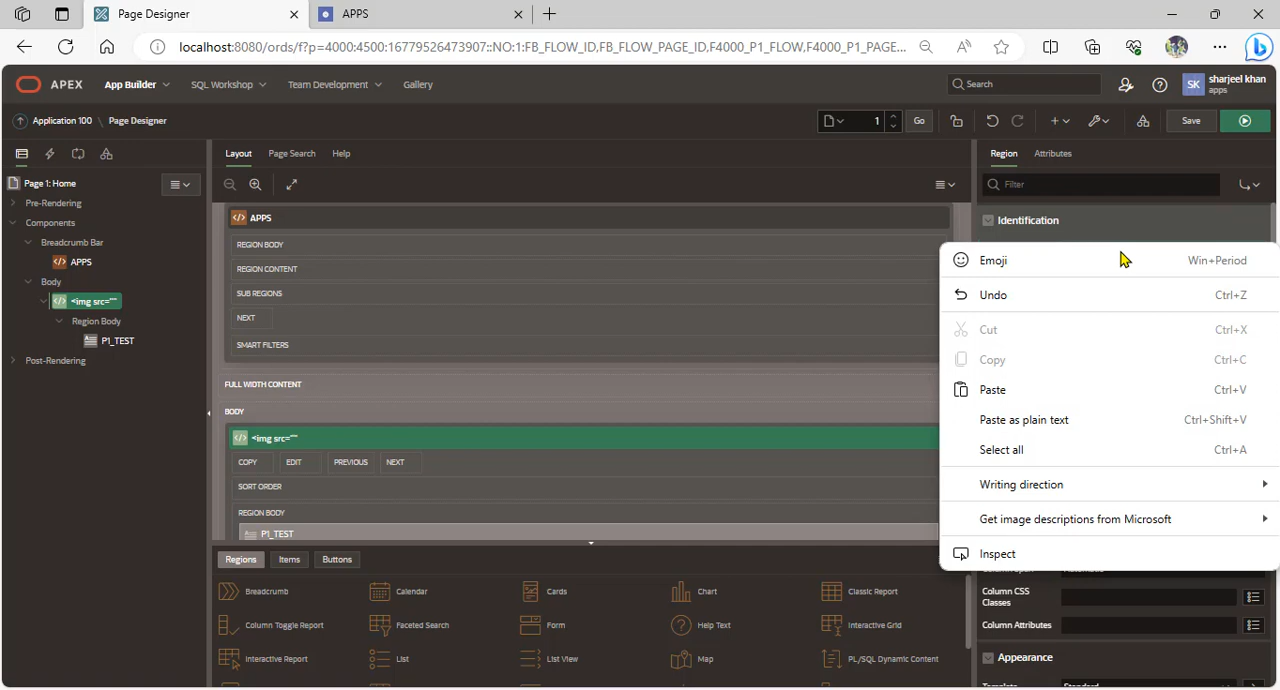 Page Designer
APPS
localhost:8080/ords/f?p=4000:4500:16779526473907::NO:1:FB_FLOW_ID,FB_FLOW_PAGE_ID,F4000_P1_FLOW,F4000_P1_PAGE...
APEX
App Builder
SQL Workshop
Team Development
Gallery
Search
SK
sharjeel khan
apps
Application 100 \ Page Designer
1
Go
Save
Layout
Page Search
Help
Region
Attributes
Page 1: Home
Pre-Rendering
Components
Breadcrumb Bar
APPS
Body
<img src=""
Region Body
P1_TEST
Post-Rendering
APPS
REGION BODY
REGION CONTENT
SUB REGIONS
NEXT
SMART FILTERS
FULL WIDTH CONTENT
BODY
<img src=""
COPY
EDIT
PREVIOUS
NEXT
SORT ORDER
REGION BODY
P1_TEST
Regions
Items
Buttons
Breadcrumb
Calendar
Cards
Chart
Classic Report
Column Toggle Report
Faceted Search
Form
Help Text
Interactive Grid
Interactive Report
List
List View
Map
PL/SQL Dynamic Content
Filter
Identification
Emoji Win+Period
Undo Ctrl+Z
Cut Ctrl+X
Copy Ctrl+C
Paste Ctrl+V
Paste as plain text Ctrl+Shift+V
Select all Ctrl+A
Writing direction
Get image descriptions from Microsoft
Inspect
Column CSS
Classes
Column Attributes
Appearance